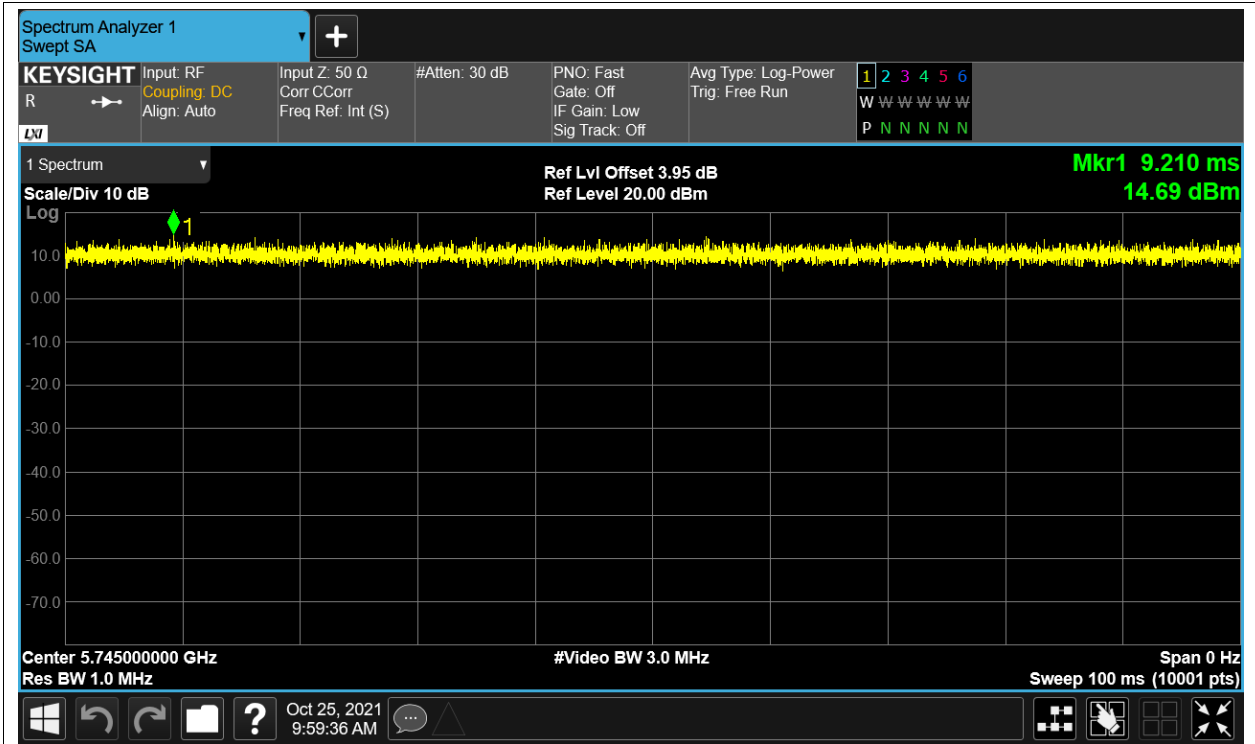 Spectrum Analyzer 1
Swept SA
KEYSIGHT
R
LXI
Input: RF
Coupling: DC
Align: Auto
Input Z: 50 Ω
Corr CCorr
Freq Ref: Int (S)
#Atten: 30 dB
PNO: Fast
Gate: Off
IF Gain: Low
Sig Track: Off
Avg Type: Log-Power
Trig: Free Run
1 2 3 4 5 6
W W W W W W
P N N N N N
1 Spectrum
Scale/Div 10 dB
Ref Lvl Offset 3.95 dB
Ref Level 20.00 dBm
Mkr1 9.210 ms
14.69 dBm
Log
1
10.0
0.00
-10.0
-20.0
-30.0
-40.0
-50.0
-60.0
-70.0
Center 5.745000000 GHz
Res BW 1.0 MHz
#Video BW 3.0 MHz
Span 0 Hz
Sweep 100 ms (10001 pts)
?
Oct 25, 2021
9:59:36 AM